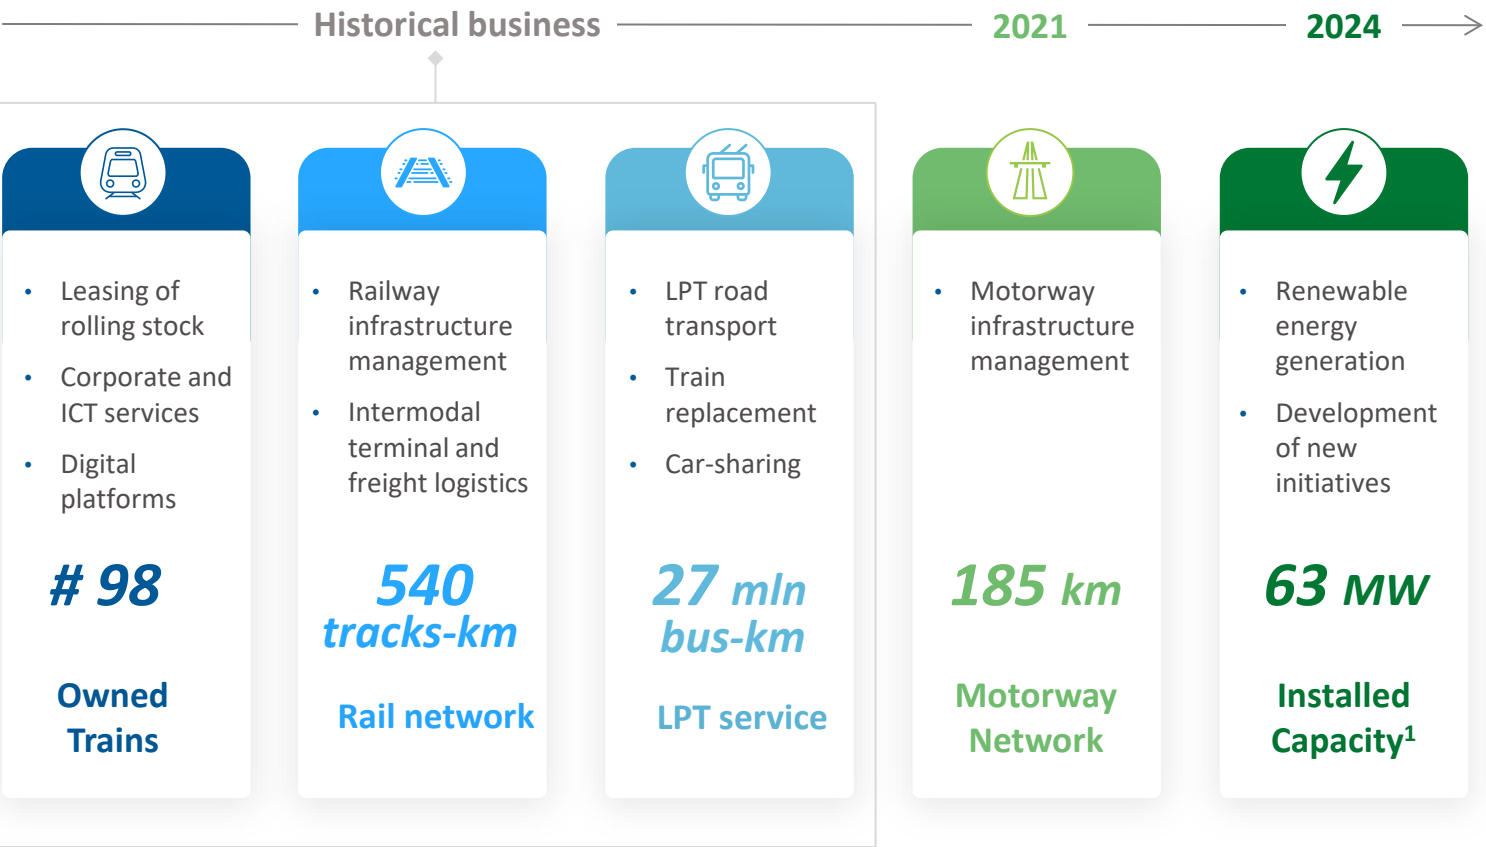 Historical business
2021
2024
• Leasing of
rolling stock
• Corporate and
ICT services
• Digital
platforms
# 98
Owned
Trains
• Railway
infrastructure
management
• Intermodal
terminal and
freight logistics
540
tracks-km
Rail network
• LPT road
transport
• Train
replacement
• Car-sharing
27 mln
bus-km
LPT service
• Motorway
infrastructure
management
185 km
Motorway
Network
• Renewable
energy
generation
• Development
of new
initiatives
63 MW
Installed
Capacity¹